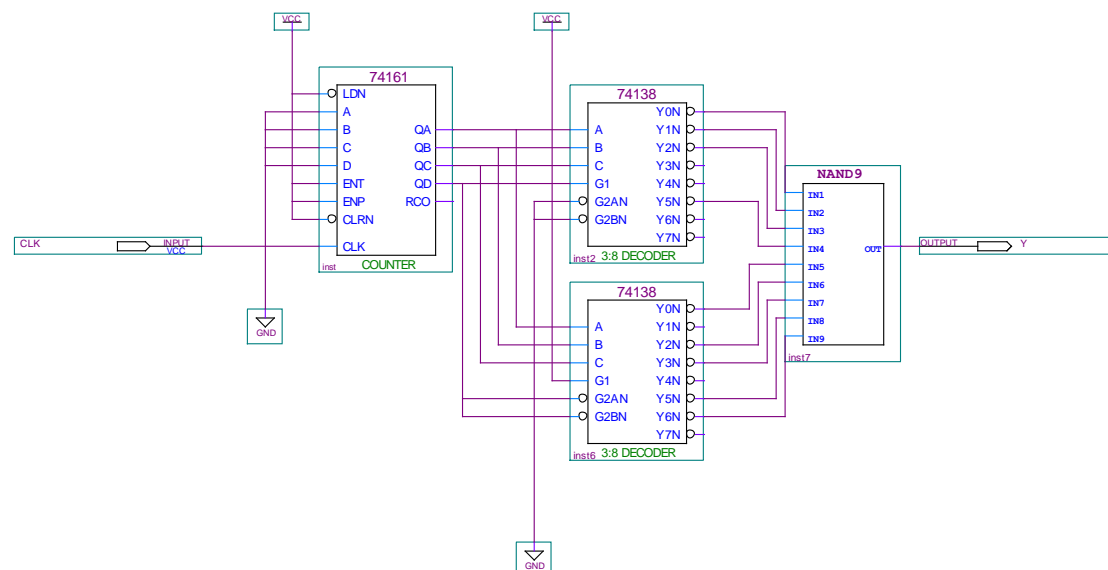 VCC
VCC
74161
LDN
A
B
C
D
ENT
ENP
CLRN
CLK
QA
QB
QC
QD
RCO
inst
COUNTER
CLK
INPUT
VCC
GND
74138
A
B
C
G1
G2AN
G2BN
Y0N
Y1N
Y2N
Y3N
Y4N
Y5N
Y6N
Y7N
inst2
3:8 DECODER
74138
A
B
C
G1
G2AN
G2BN
Y0N
Y1N
Y2N
Y3N
Y4N
Y5N
Y6N
Y7N
inst6
3:8 DECODER
GND
NAND9
IN1
IN2
IN3
IN4
IN5
IN6
IN7
IN8
IN9
OUT
inst7
OUTPUT
Y